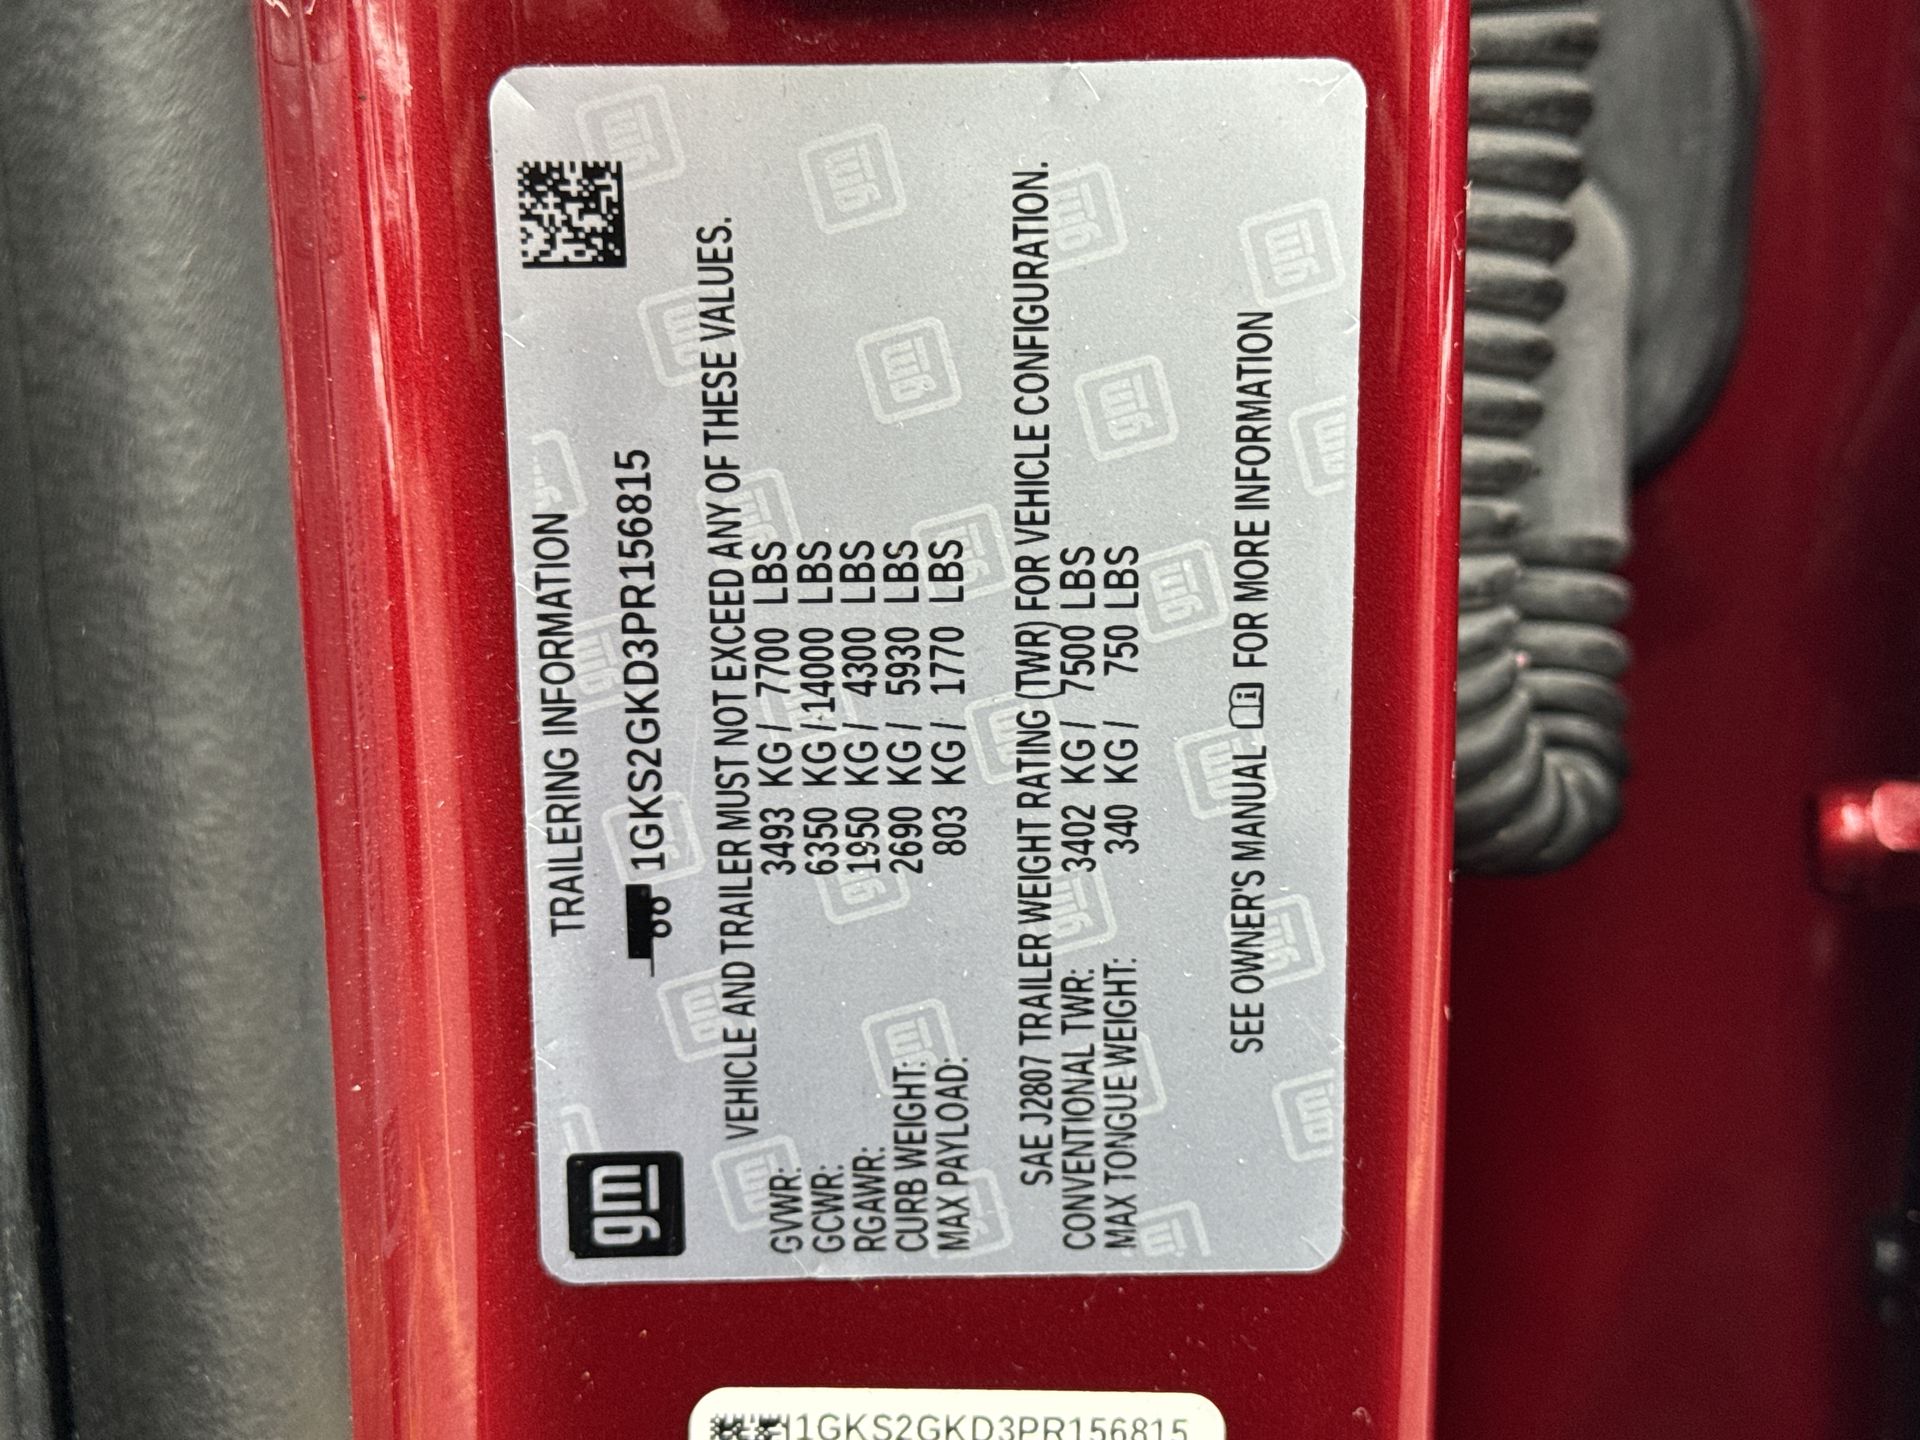 gm
TRAILERING INFORMATION
1GKS2GKD3PR156815
VEHICLE AND TRAILER MUST NOT EXCEED ANY OF THESE VALUES.
GVWR: 3493 KG / 7700 LBS
GCWR: 6350 KG /14000 LBS
RGAWR: 1950 KG / 4300 LBS
CURB WEIGHT: 2690 KG / 5930 LBS
MAX PAYLOAD: 803 KG / 1770 LBS
SAE J2807 TRAILER WEIGHT RATING (TWR) FOR VEHICLE CONFIGURATION.
CONVENTIONAL TWR: 3402 KG / 7500 LBS
MAX TONGUE WEIGHT: 340 KG / 750 LBS
SEE OWNER'S MANUAL FOR MORE INFORMATION
1GKS2GKD3PR156815